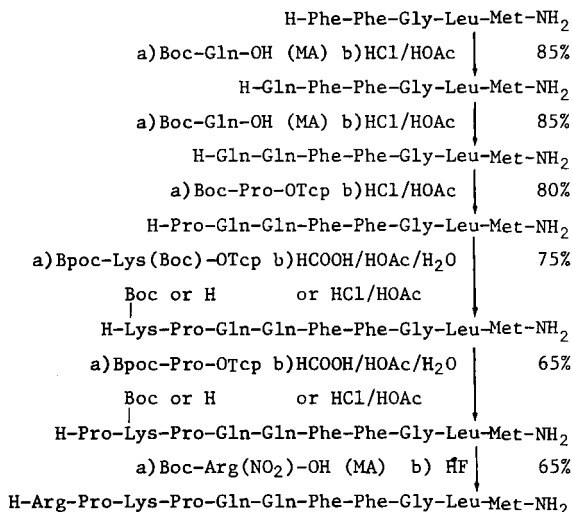 H-Phe-Phe-Gly-Leu-Met-NH2
a)Boc-Gln-OH (MA) b)HCl/HOAc 85%
H-Gln-Phe-Phe-Gly-Leu-Met-NH2
a)Boc-Gln-OH (MA) b)HCl/HOAc 85%
H-Gln-Gln-Phe-Phe-Gly-Leu-Met-NH2
a)Boc-Pro-OTcp b)HCl/HOAc 80%
H-Pro-Gln-Gln-Phe-Phe-Gly-Leu-Met-NH2
a)Bpoc-Lys(Boc)-OTcp b)HCOOH/HOAc/H2O 75%
Boc or H or HCl/HOAc
H-Lys-Pro-Gln-Gln-Phe-Phe-Gly-Leu-Met-NH2
a)Bpoc-Pro-OTcp b)HCOOH/HOAc/H2O 65%
Boc or H or HCl/HOAc
H-Pro-Lys-Pro-Gln-Gln-Phe-Phe-Gly-Leu-Met-NH2
a)Boc-Arg(NO2)-OH (MA) b) HF 65%
H-Arg-Pro-Lys-Pro-Gln-Gln-Phe-Phe-Gly-Leu-Met-NH2